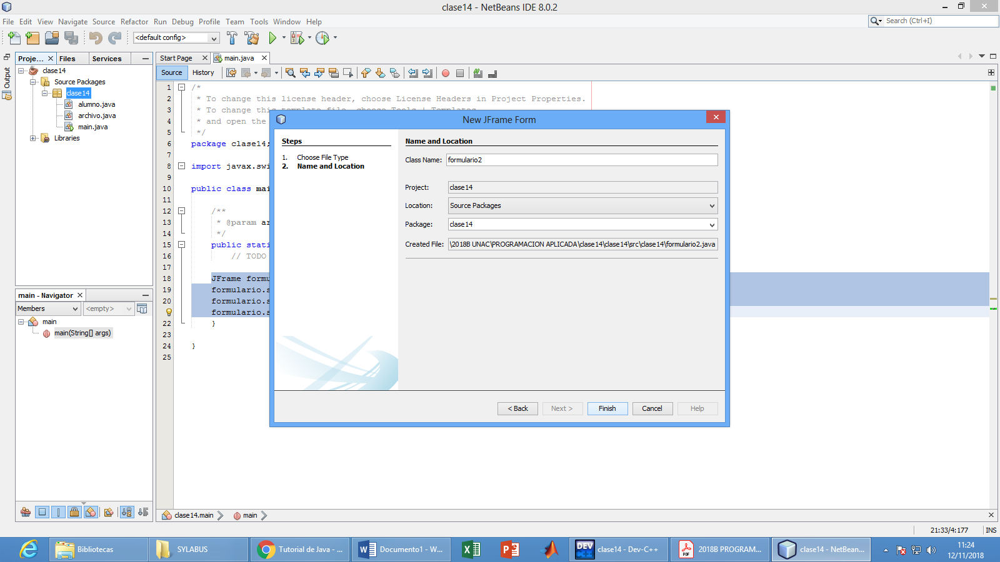 clase14 - NetBeans IDE 8.0.2
File Edit View Navigate Source Refactor Run Debug Profile Team Tools Window Help
Search (Ctrl+I)
<default config>
Output
Proje... Files Services
clase14
Source Packages
clase14
alumno.java
archivo.java
main.java
Libraries
Start Page main.java
Source History
1 /*
2 * To change this license header, choose License Headers in Project Properties.
3 * To change this template file, choose Tools | Templates
4 * and open the
5 */
6 package clase14;
7
8 import javax.swi
9
10 public class mai
11
12 /**
13 * @param ar
14 */
15 public stati
16 // TODO
17
18 JFrame formu
19 formulario.s
20 formulario.s
formulario.s
22 }
23
24 }
25
New JFrame Form
Steps
1. Choose File Type
2. Name and Location
Name and Location
Class Name: formulario2
Project: clase14
Location: Source Packages
Package: clase14
Created File: \2018B UNAC\PROGRAMACION APLICADA\clase14\clase14\src\clase14\formulario2.java
< Back Next > Finish Cancel Help
main - Navigator
Members <empty>
main
main(String[] args)
clase14.main main
21:33/4:177 INS
Bibliotecas
SYLABUS
Tutorial de Java - ...
Documento1 - W...
DEV C++
clase14 - Dev-C++
PDF
2018B PROGRAM...
clase14 - NetBean...
11:24
12/11/2018